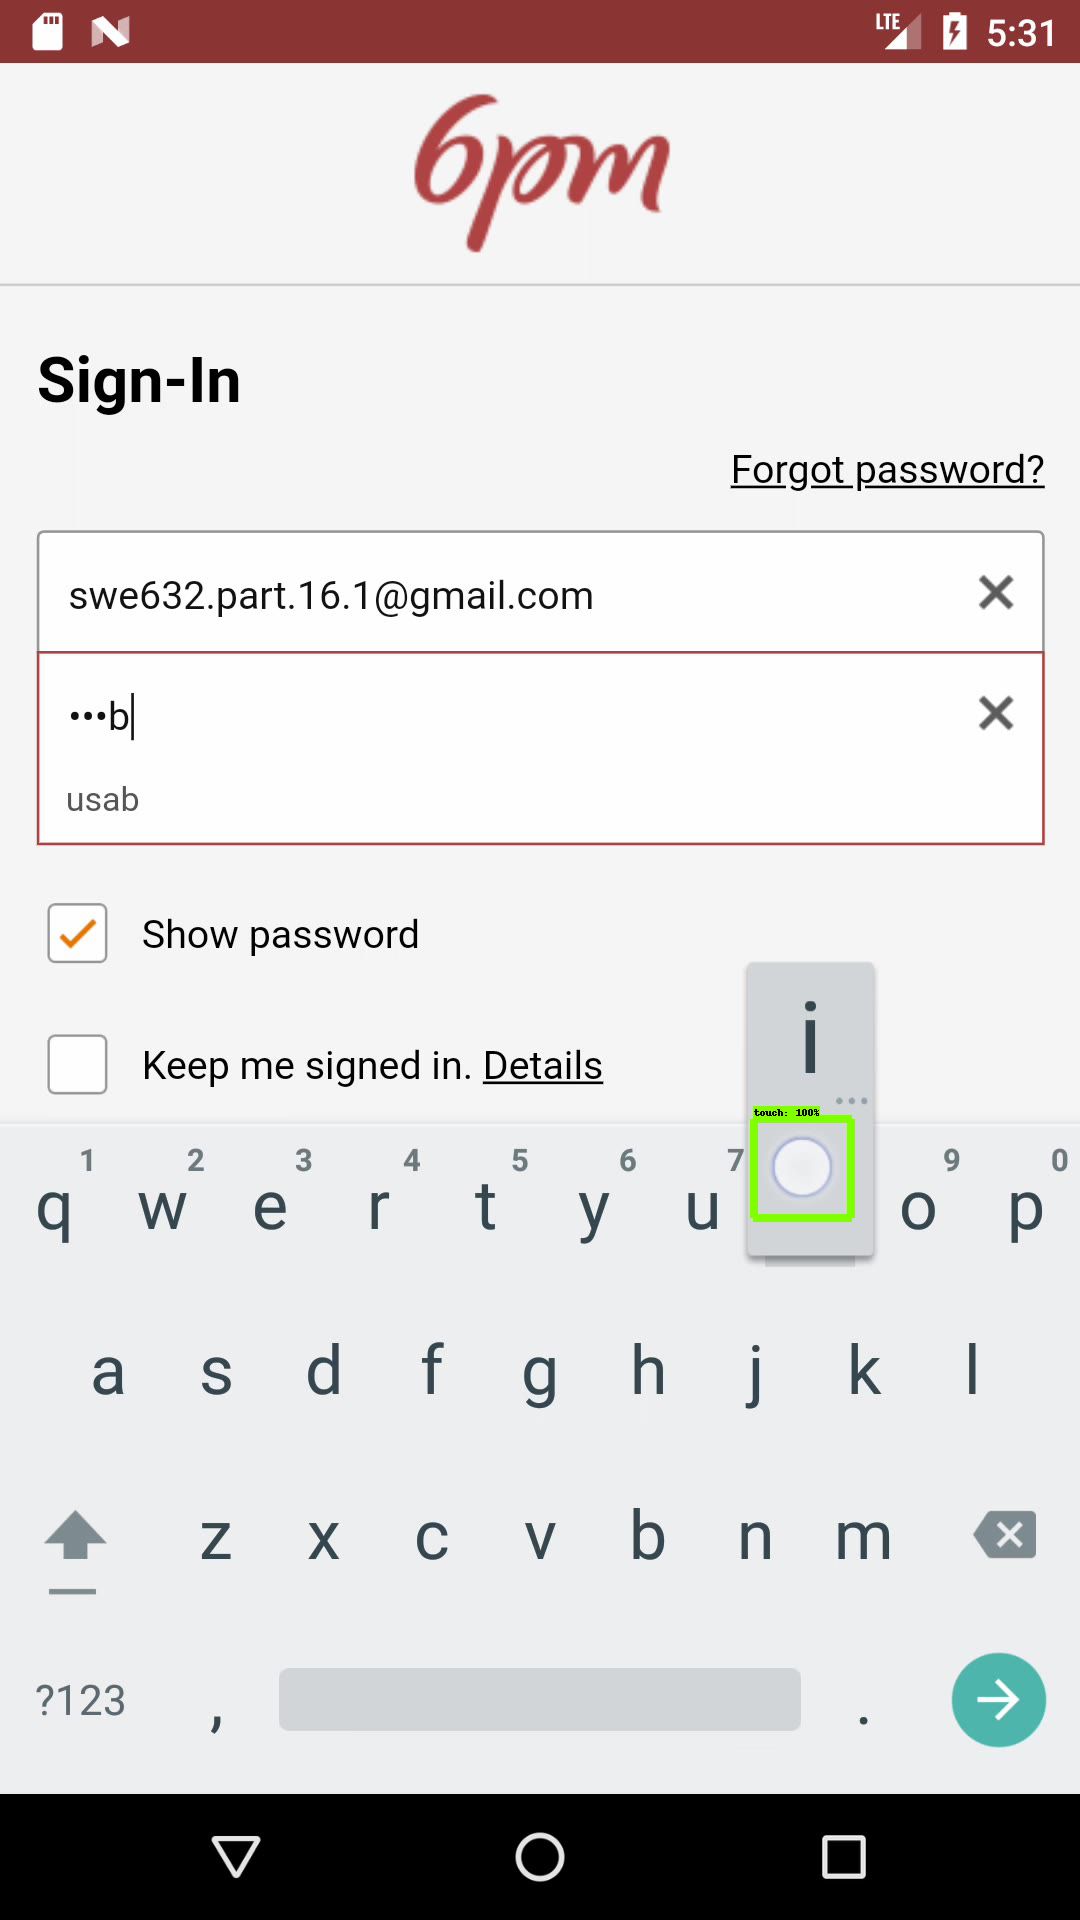 LTE 5:31
6pm
Sign-In
Forgot password?
swe632.part.16.1@gmail.com
•••b
usab
Show password
Keep me signed in. Details
i
touch: 100%
1 2 3 4 5 6 7 9 0
q w e r t y u o p
a s d f g h j k l
z x c v b n m
?123 , .